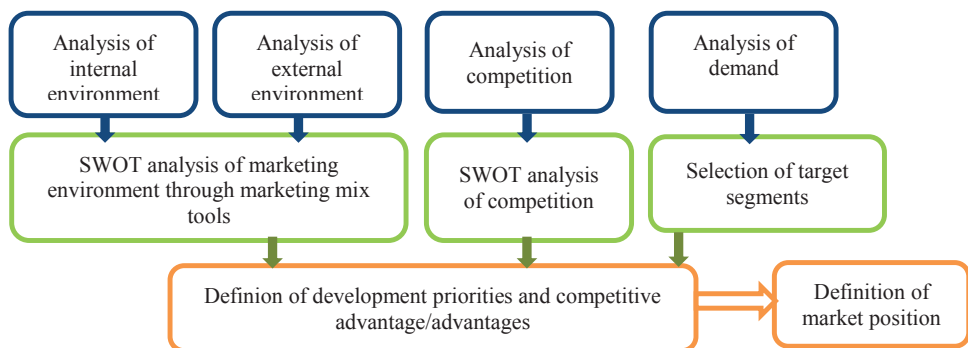 Analysis of
internal
environment
Analysis of
external
environment
Analysis of
competition
Analysis of
demand
SWOT analysis of marketing
environment through marketing mix
tools
SWOT analysis
of competition
Selection of target
segments
Definion of development priorities and competitive
advantage/advantages
Definition of
market position